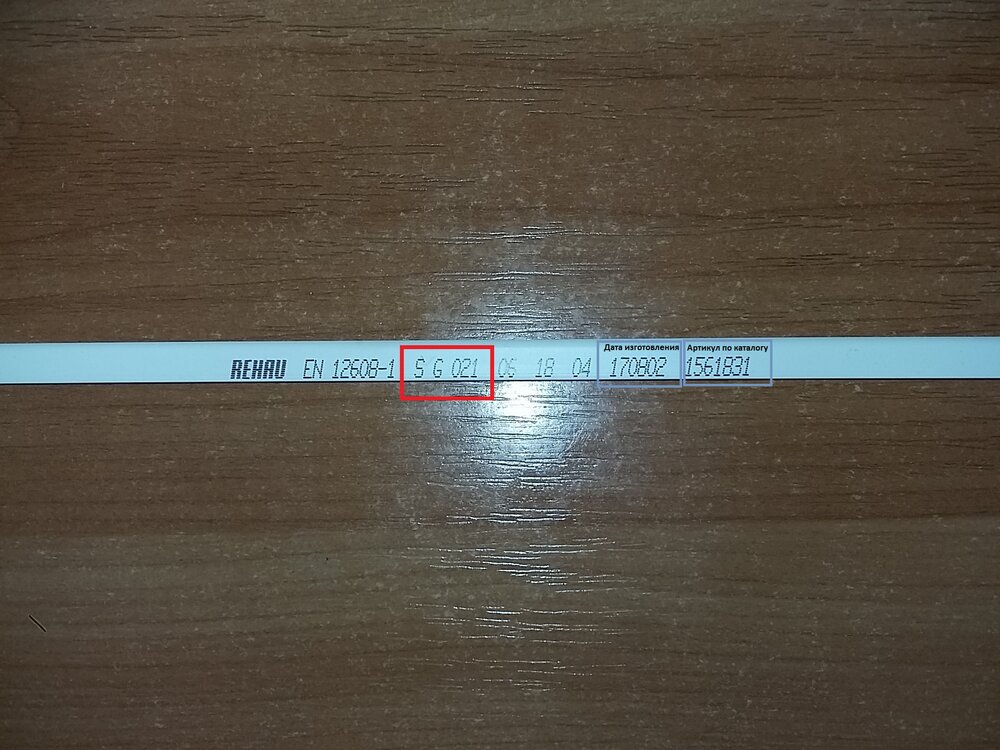 Дата изготовления Артикул по каталогу
REHAU EN 12608-1 S G 021 06 18 04 170802 1561831